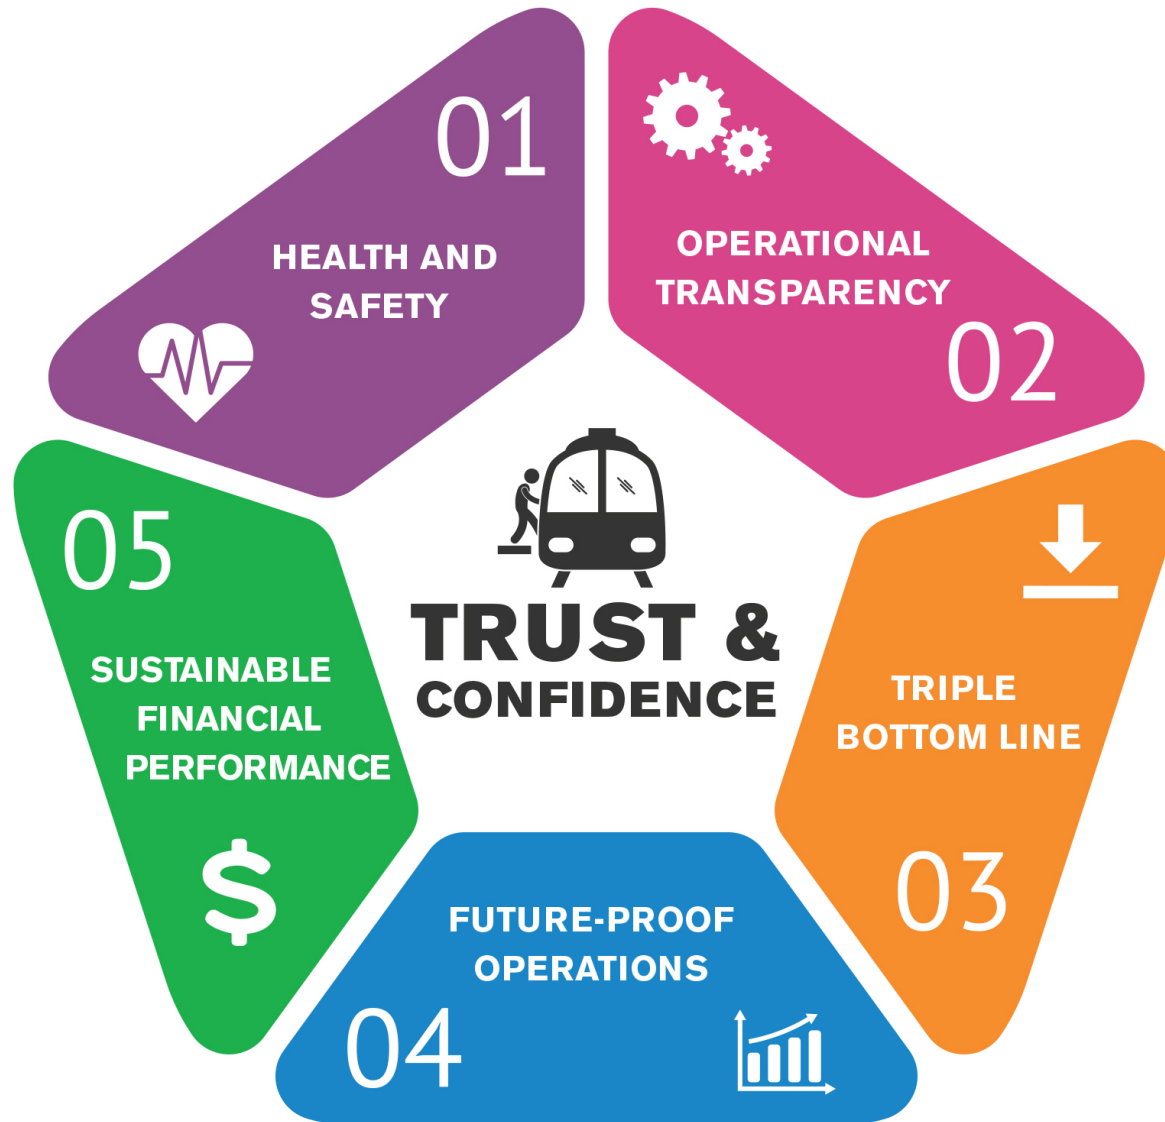 01
HEALTH AND
SAFETY
OPERATIONAL
TRANSPARENCY
02
TRIPLE
BOTTOM LINE
03
FUTURE-PROOF
OPERATIONS
04
05
SUSTAINABLE
FINANCIAL
PERFORMANCE
$
TRUST &
CONFIDENCE